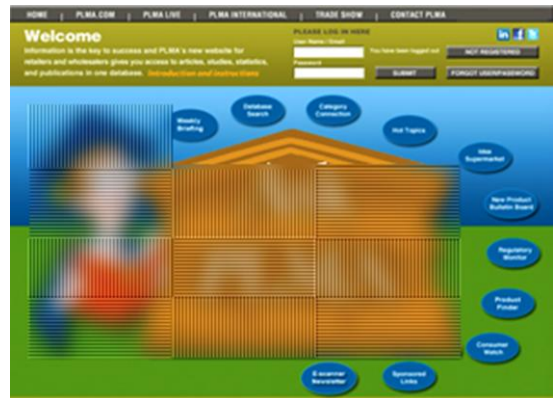 HOME | PLMA.COM | PLMA LIVE | PLMA INTERNATIONAL | TRADE SHOW | CONTACT PLMA
Welcome
Information is the key to success and PLMA's new website for
retailers and wholesalers gives you access to articles, studies, statistics,
and publications in one database. Introduction and instructions
PLEASE LOG IN HERE
User Name / Email
You have been logged out
NOT REGISTERED
Password
SUBMIT
FORGOT USER/PASSWORD
Weekly
Briefing
Database
Search
Category
Connection
Hot Topics
Idea
Supermarket
New Product
Bulletin Board
Regulatory
Monitor
Product
Finder
Consumer
Watch
E-scanner
Newsletter
Sponsored
Links